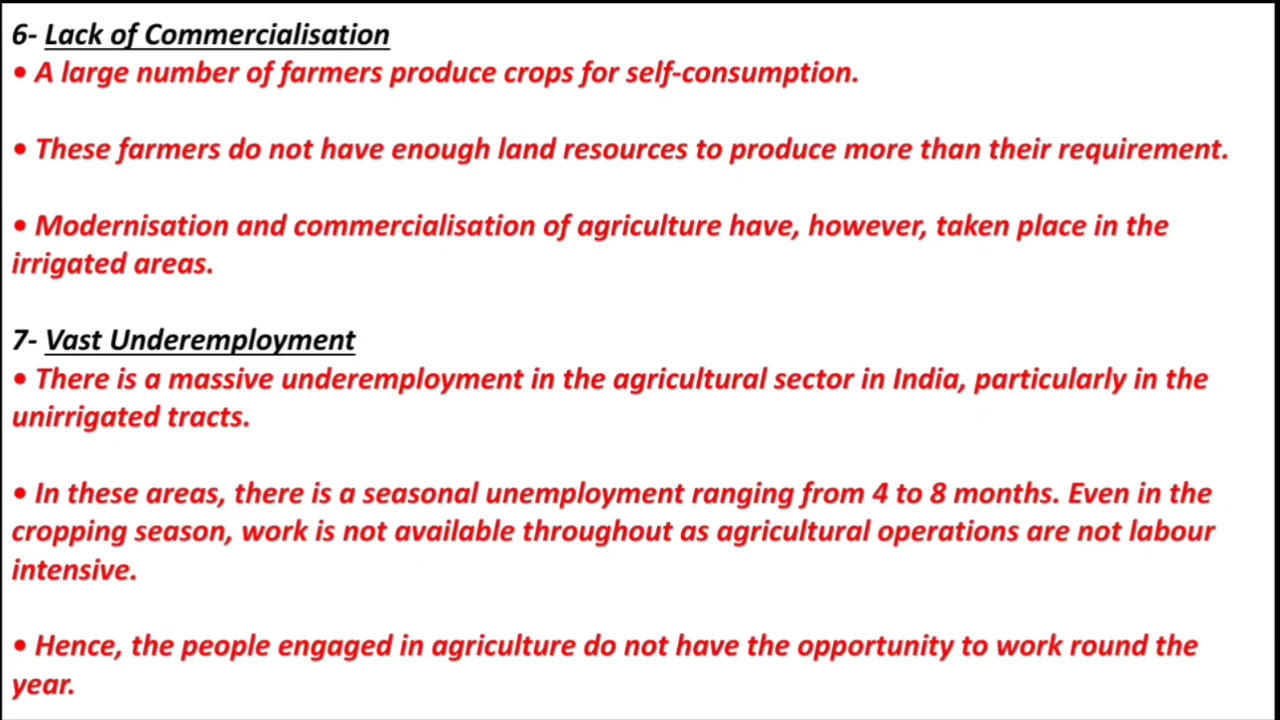 6- Lack of Commercialisation
• A large number of farmers produce crops for self-consumption.
• These farmers do not have enough land resources to produce more than their requirement.
• Modernisation and commercialisation of agriculture have, however, taken place in the
irrigated areas.
7- Vast Underemployment
• There is a massive underemployment in the agricultural sector in India, particularly in the
unirrigated tracts.
• In these areas, there is a seasonal unemployment ranging from 4 to 8 months. Even in the
cropping season, work is not available throughout as agricultural operations are not labour
intensive.
• Hence, the people engaged in agriculture do not have the opportunity to work round the
year.